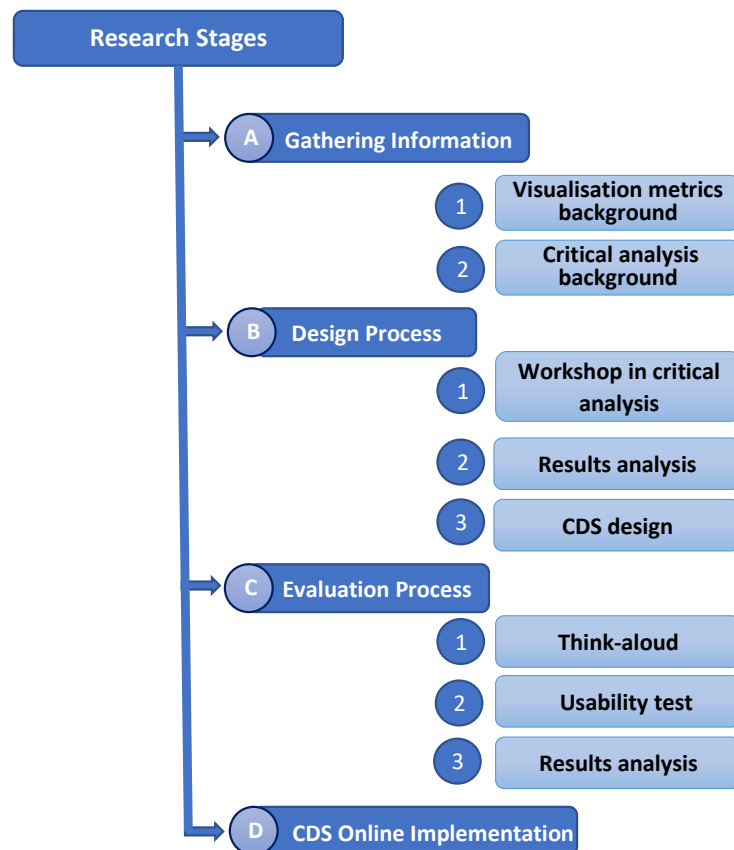 Research Stages
A
Gathering Information
1
Visualisation metrics
background
2
Critical analysis
background
B
Design Process
1
Workshop in critical
analysis
2
Results analysis
3
CDS design
C
Evaluation Process
1
Think-aloud
2
Usability test
3
Results analysis
D
CDS Online Implementation